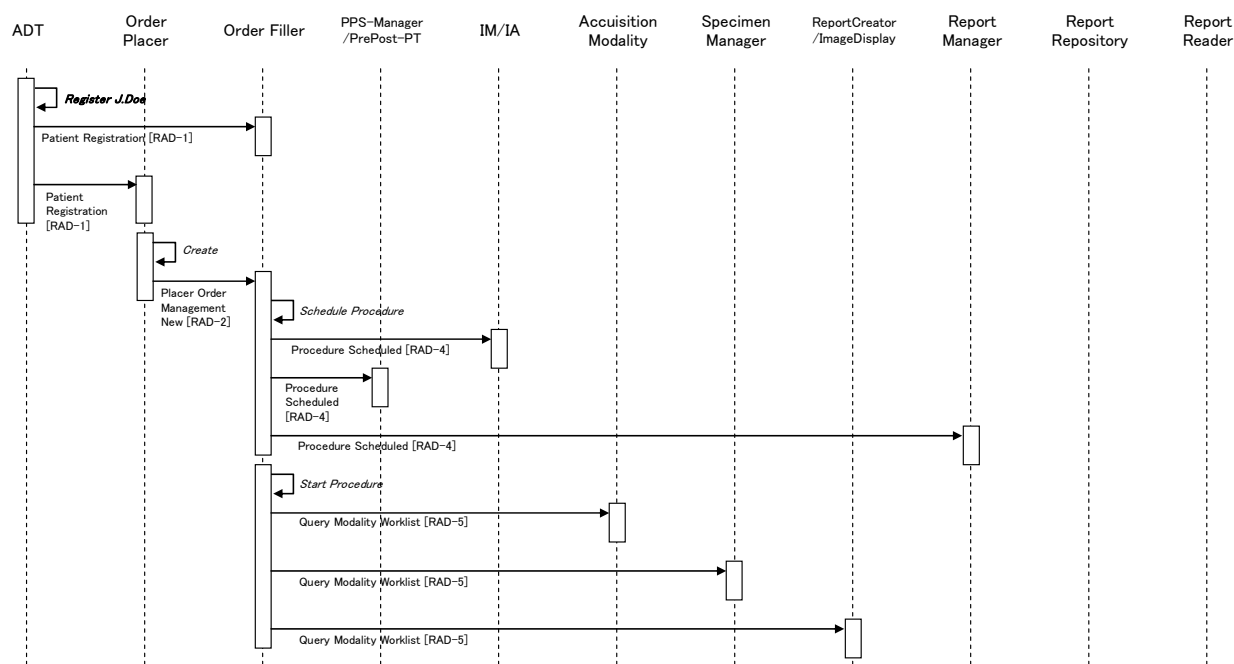 ADT
Order
Placer
Order Filler
PPS-Manager
/PrePost-PT
IM/IA
Accuisition
Modality
Specimen
Manager
ReportCreator
/ImageDisplay
Report
Manager
Report
Repository
Report
Reader
Register J.Doe
Patient Registration [RAD-1]
Patient
Registration
[RAD-1]
Create
Placer Order
Management
New [RAD-2]
Schedule Procedure
Procedure Scheduled [RAD-4]
Procedure
Scheduled
[RAD-4]
Procedure Scheduled [RAD-4]
Start Procedure
Query Modality Worklist [RAD-5]
Query Modality Worklist [RAD-5]
Query Modality Worklist [RAD-5]